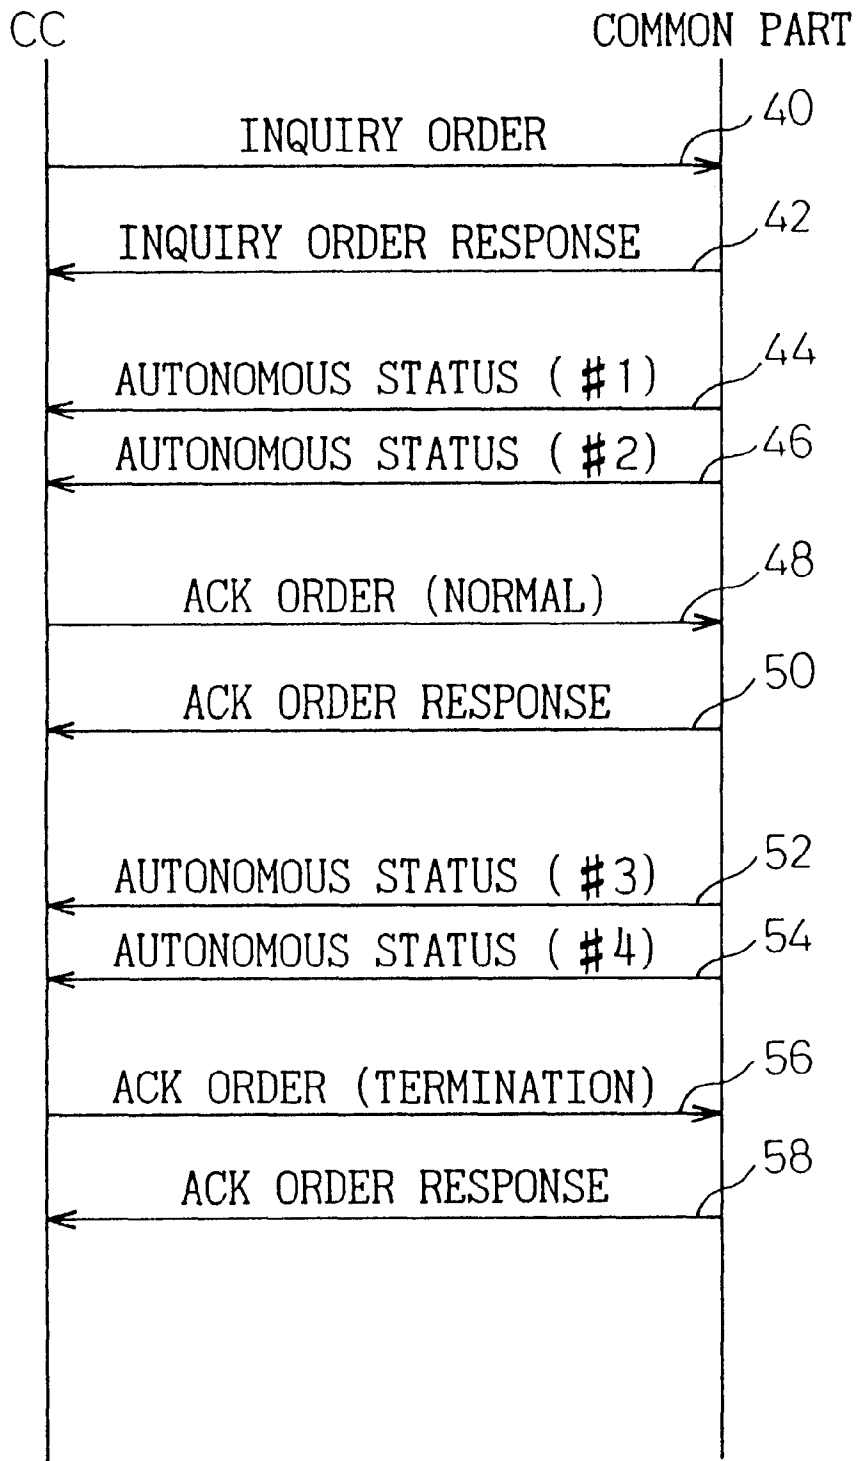 CC COMMON PART
40
INQUIRY ORDER
42
INQUIRY ORDER RESPONSE
44
AUTONOMOUS STATUS ( #1)
46
AUTONOMOUS STATUS ( #2)
48
ACK ORDER (NORMAL)
50
ACK ORDER RESPONSE
52
AUTONOMOUS STATUS ( #3)
54
AUTONOMOUS STATUS ( #4)
56
ACK ORDER (TERMINATION)
58
ACK ORDER RESPONSE